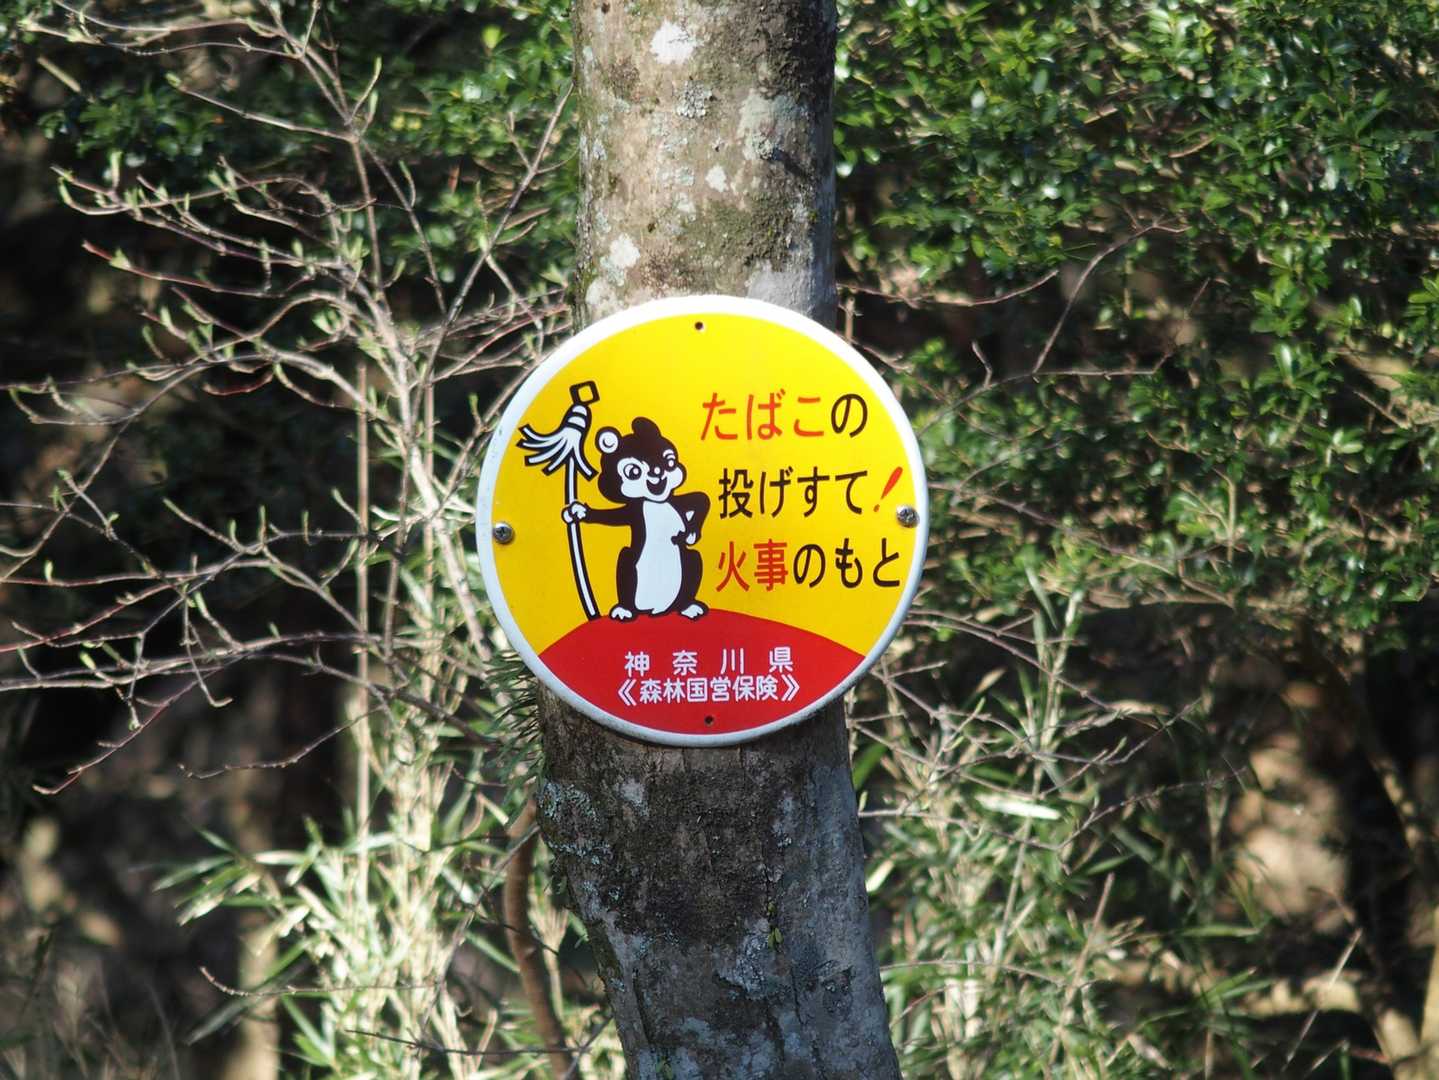 たばこの
投げすて!
火事のもと
神奈川県
《森林国営保険》